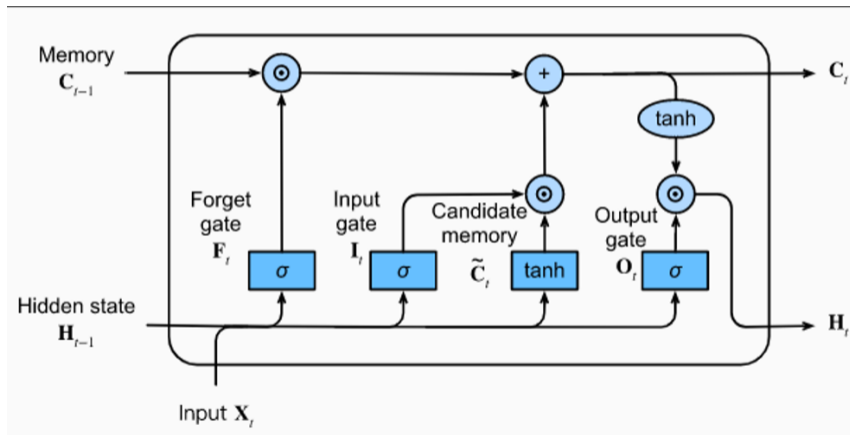 Memory
C_{t-1}
⊙
+
C_t
tanh
Forget
gate
F_t
Input
gate
I_t
⊙
Candidate
memory
C̃_t
Output
gate
O_t
⊙
σ
σ
tanh
σ
Hidden state
H_{t-1}
H_t
Input X_t